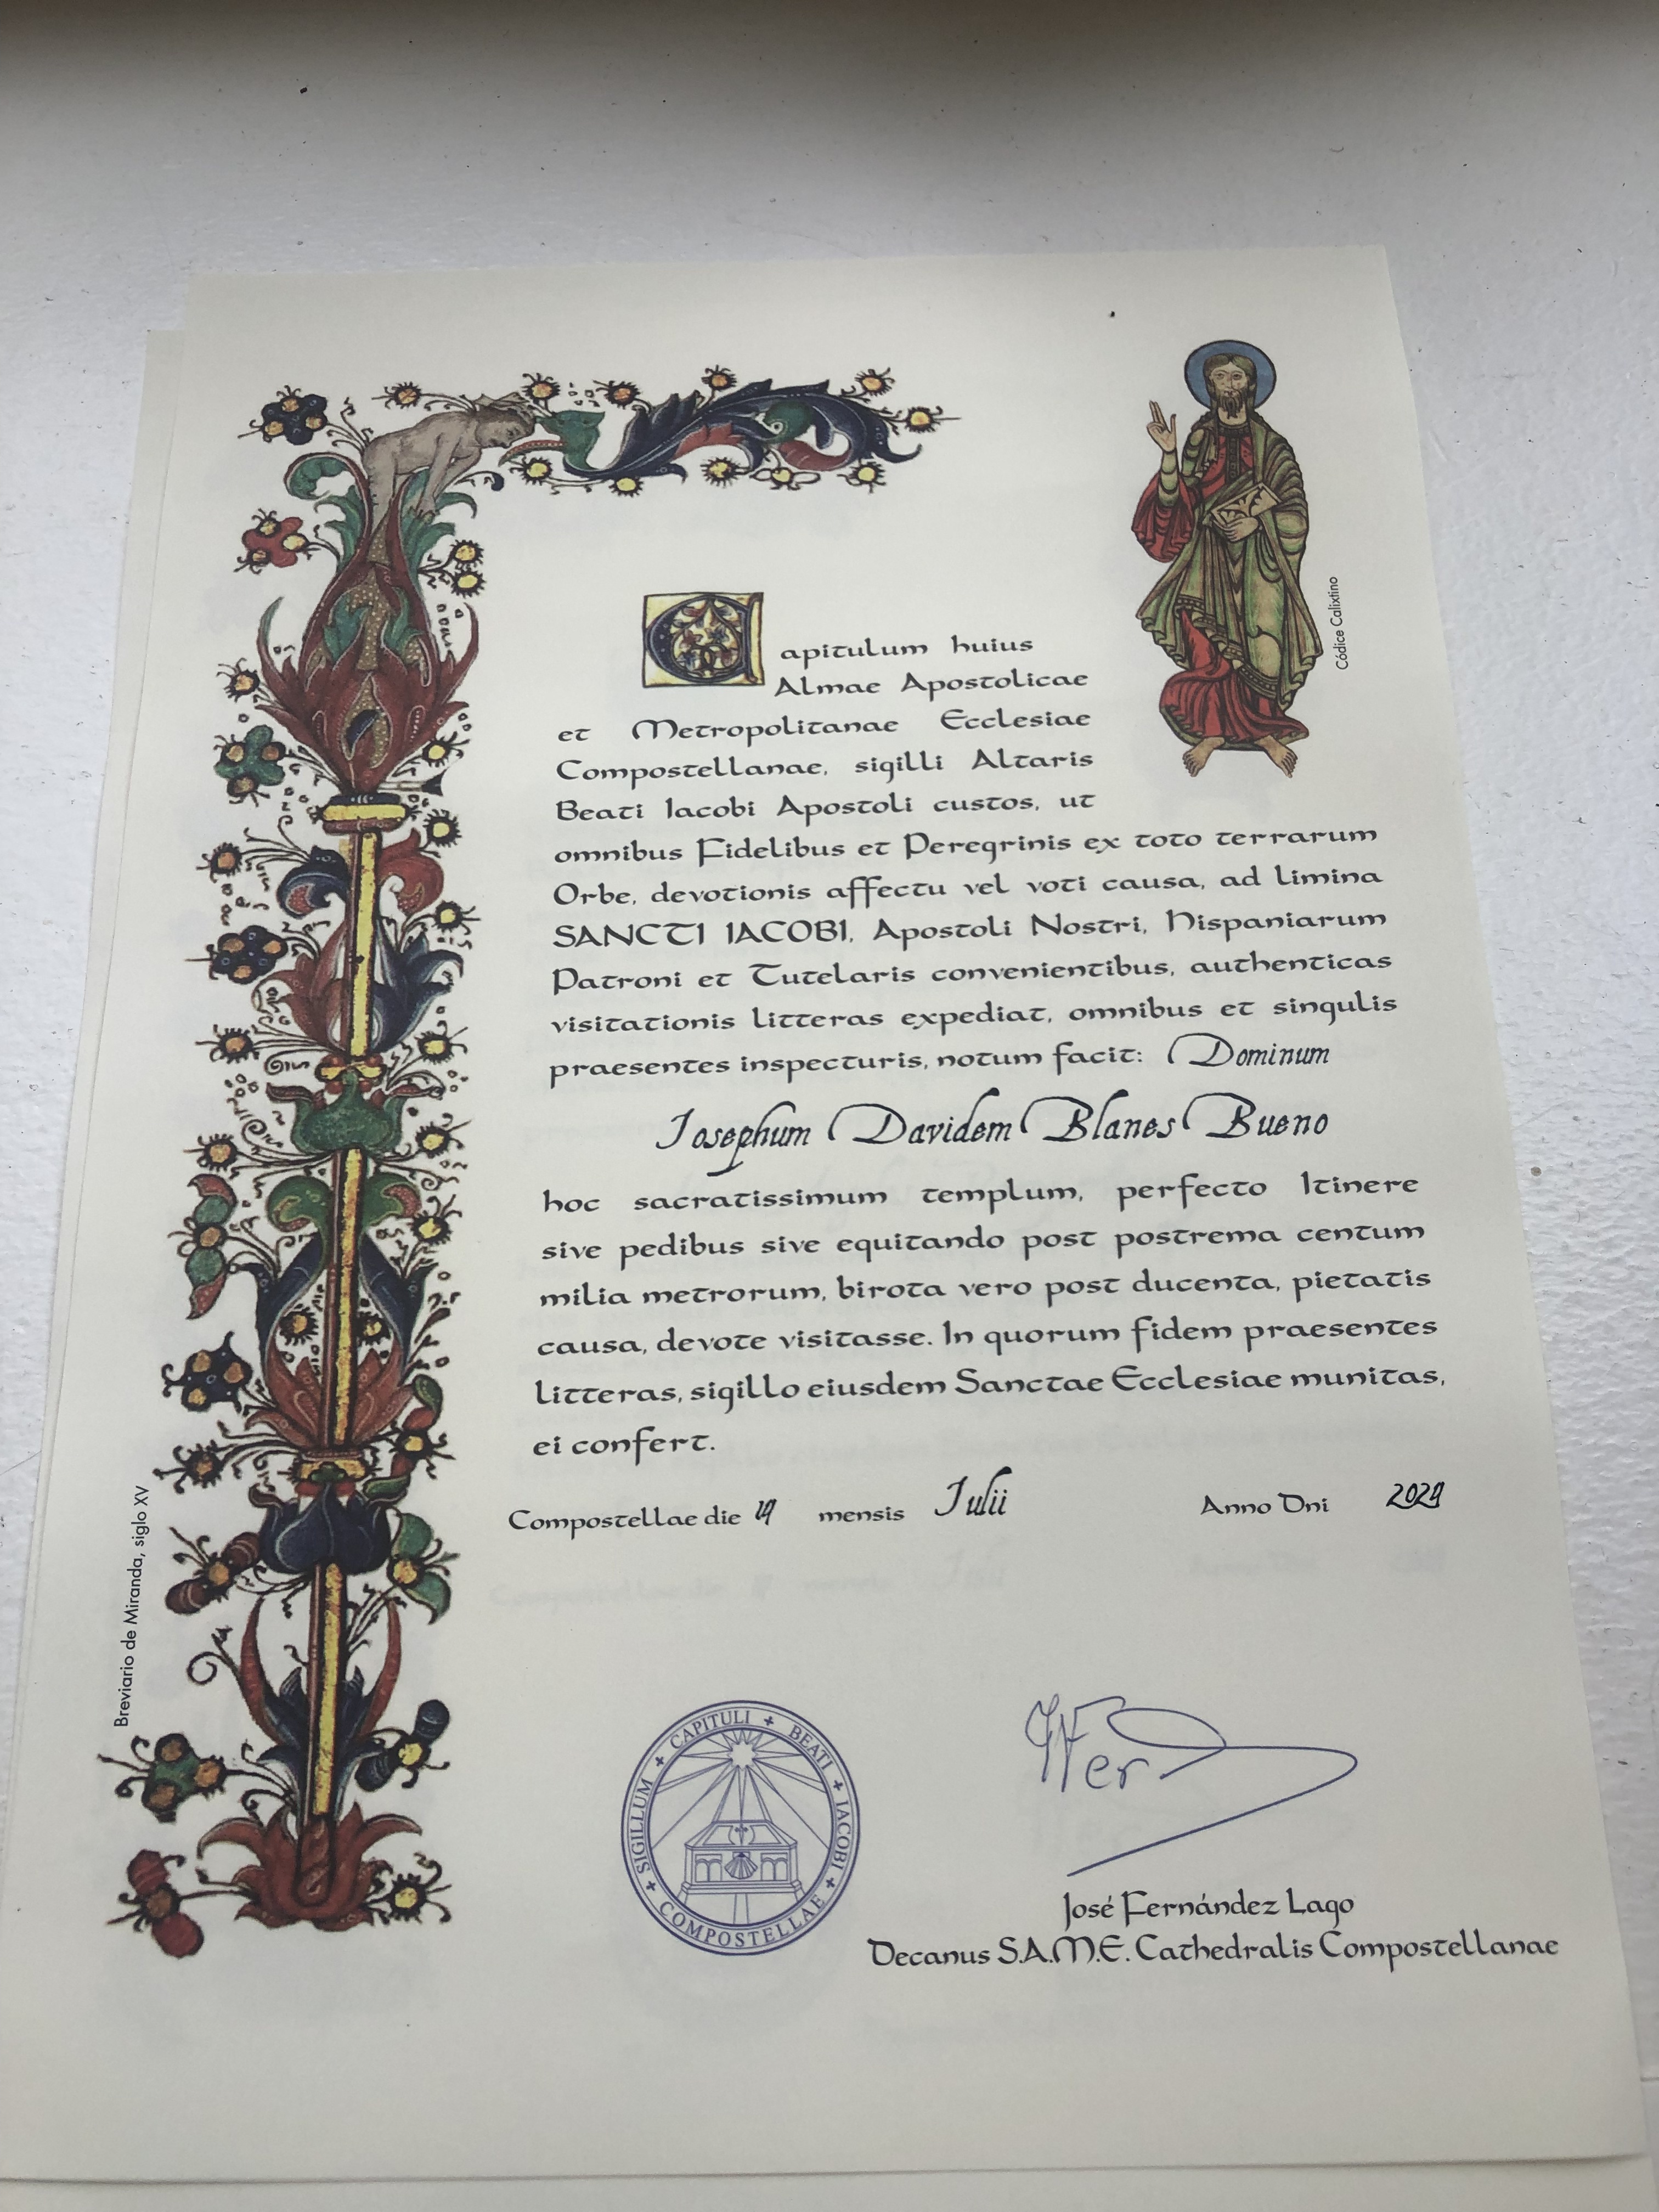 Capitulum huius
Almae Apostolicae
et Metropolitanae Ecclesiae
Compostellanae, sigilli Altaris
Beati Iacobi Apostoli custos, ut
omnibus Fidelibus et Peregrinis ex toto terrarum
Orbe, devotionis affectu vel voti causa, ad limina
SANCTI IACOBI, Apostoli Nostri, Hispaniarum
Patroni et Tutelaris convenientibus, authenticas
visitationis litteras expediat, omnibus et singulis
praesentes inspecturis, notum facit: Dominum
Iosephum Davidem Blanes Bueno
hoc sacratissimum templum, perfecto Itinere
sive pedibus sive equitando post postrema centum
milia metrorum, birota vero post ducenta, pietatis
causa, devote visitasse. In quorum fidem praesentes
litteras, sigillo eiusdem Sanctae Ecclesiae munitas,
ei confert.
Compostellae die mensis Iulii Anno Dni
SIGILLUM + CAPITULI + BEATI + IACOBI + COMPOSTELLAE +
José Fernández Lago
Decanus S.A.M.E. Cathedralis Compostellanae
Códice Calixtino
Breviario de Miranda, siglo XV